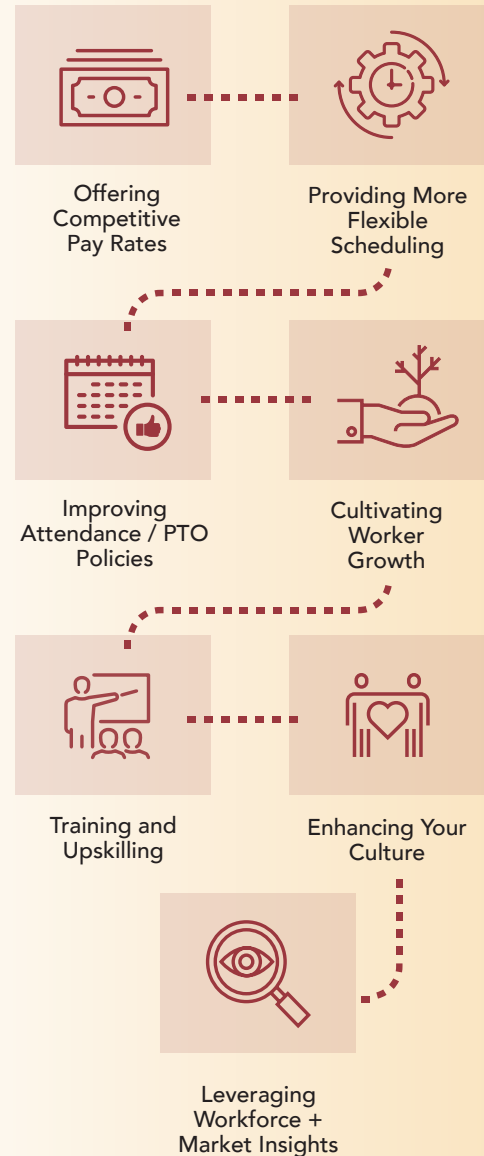 Offering
Competitive
Pay Rates
Providing More
Flexible
Scheduling
Improving
Attendance / PTO
Policies
Cultivating
Worker
Growth
Training and
Upskilling
Enhancing Your
Culture
Leveraging
Workforce +
Market Insights